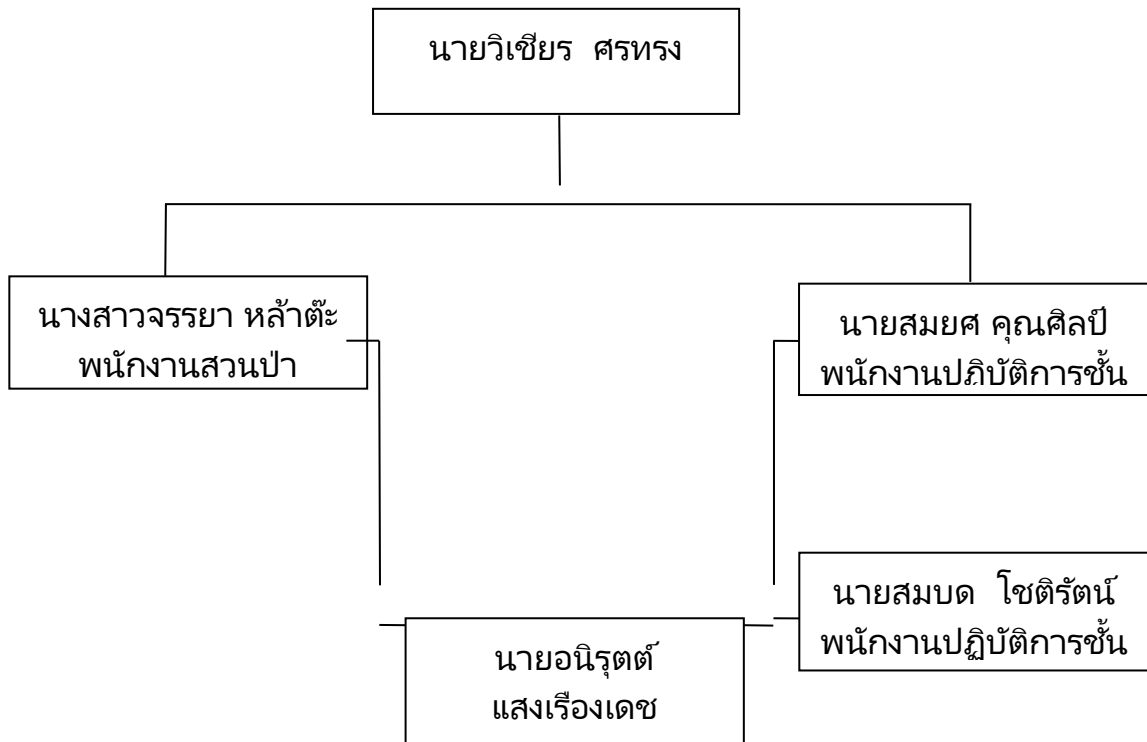 นายวิเชียร ศรทรง
นางสาวจรรยา หล้าต๊ะ
พนักงานสวนป่า
นายสมยศ คุณศิลป์
พนักงานปฏิบัติการชั้น
นายสมบด โชติรัตน์
พนักงานปฏิบัติการชั้น
นายอนิรุตต์
แสงเรืองเดช